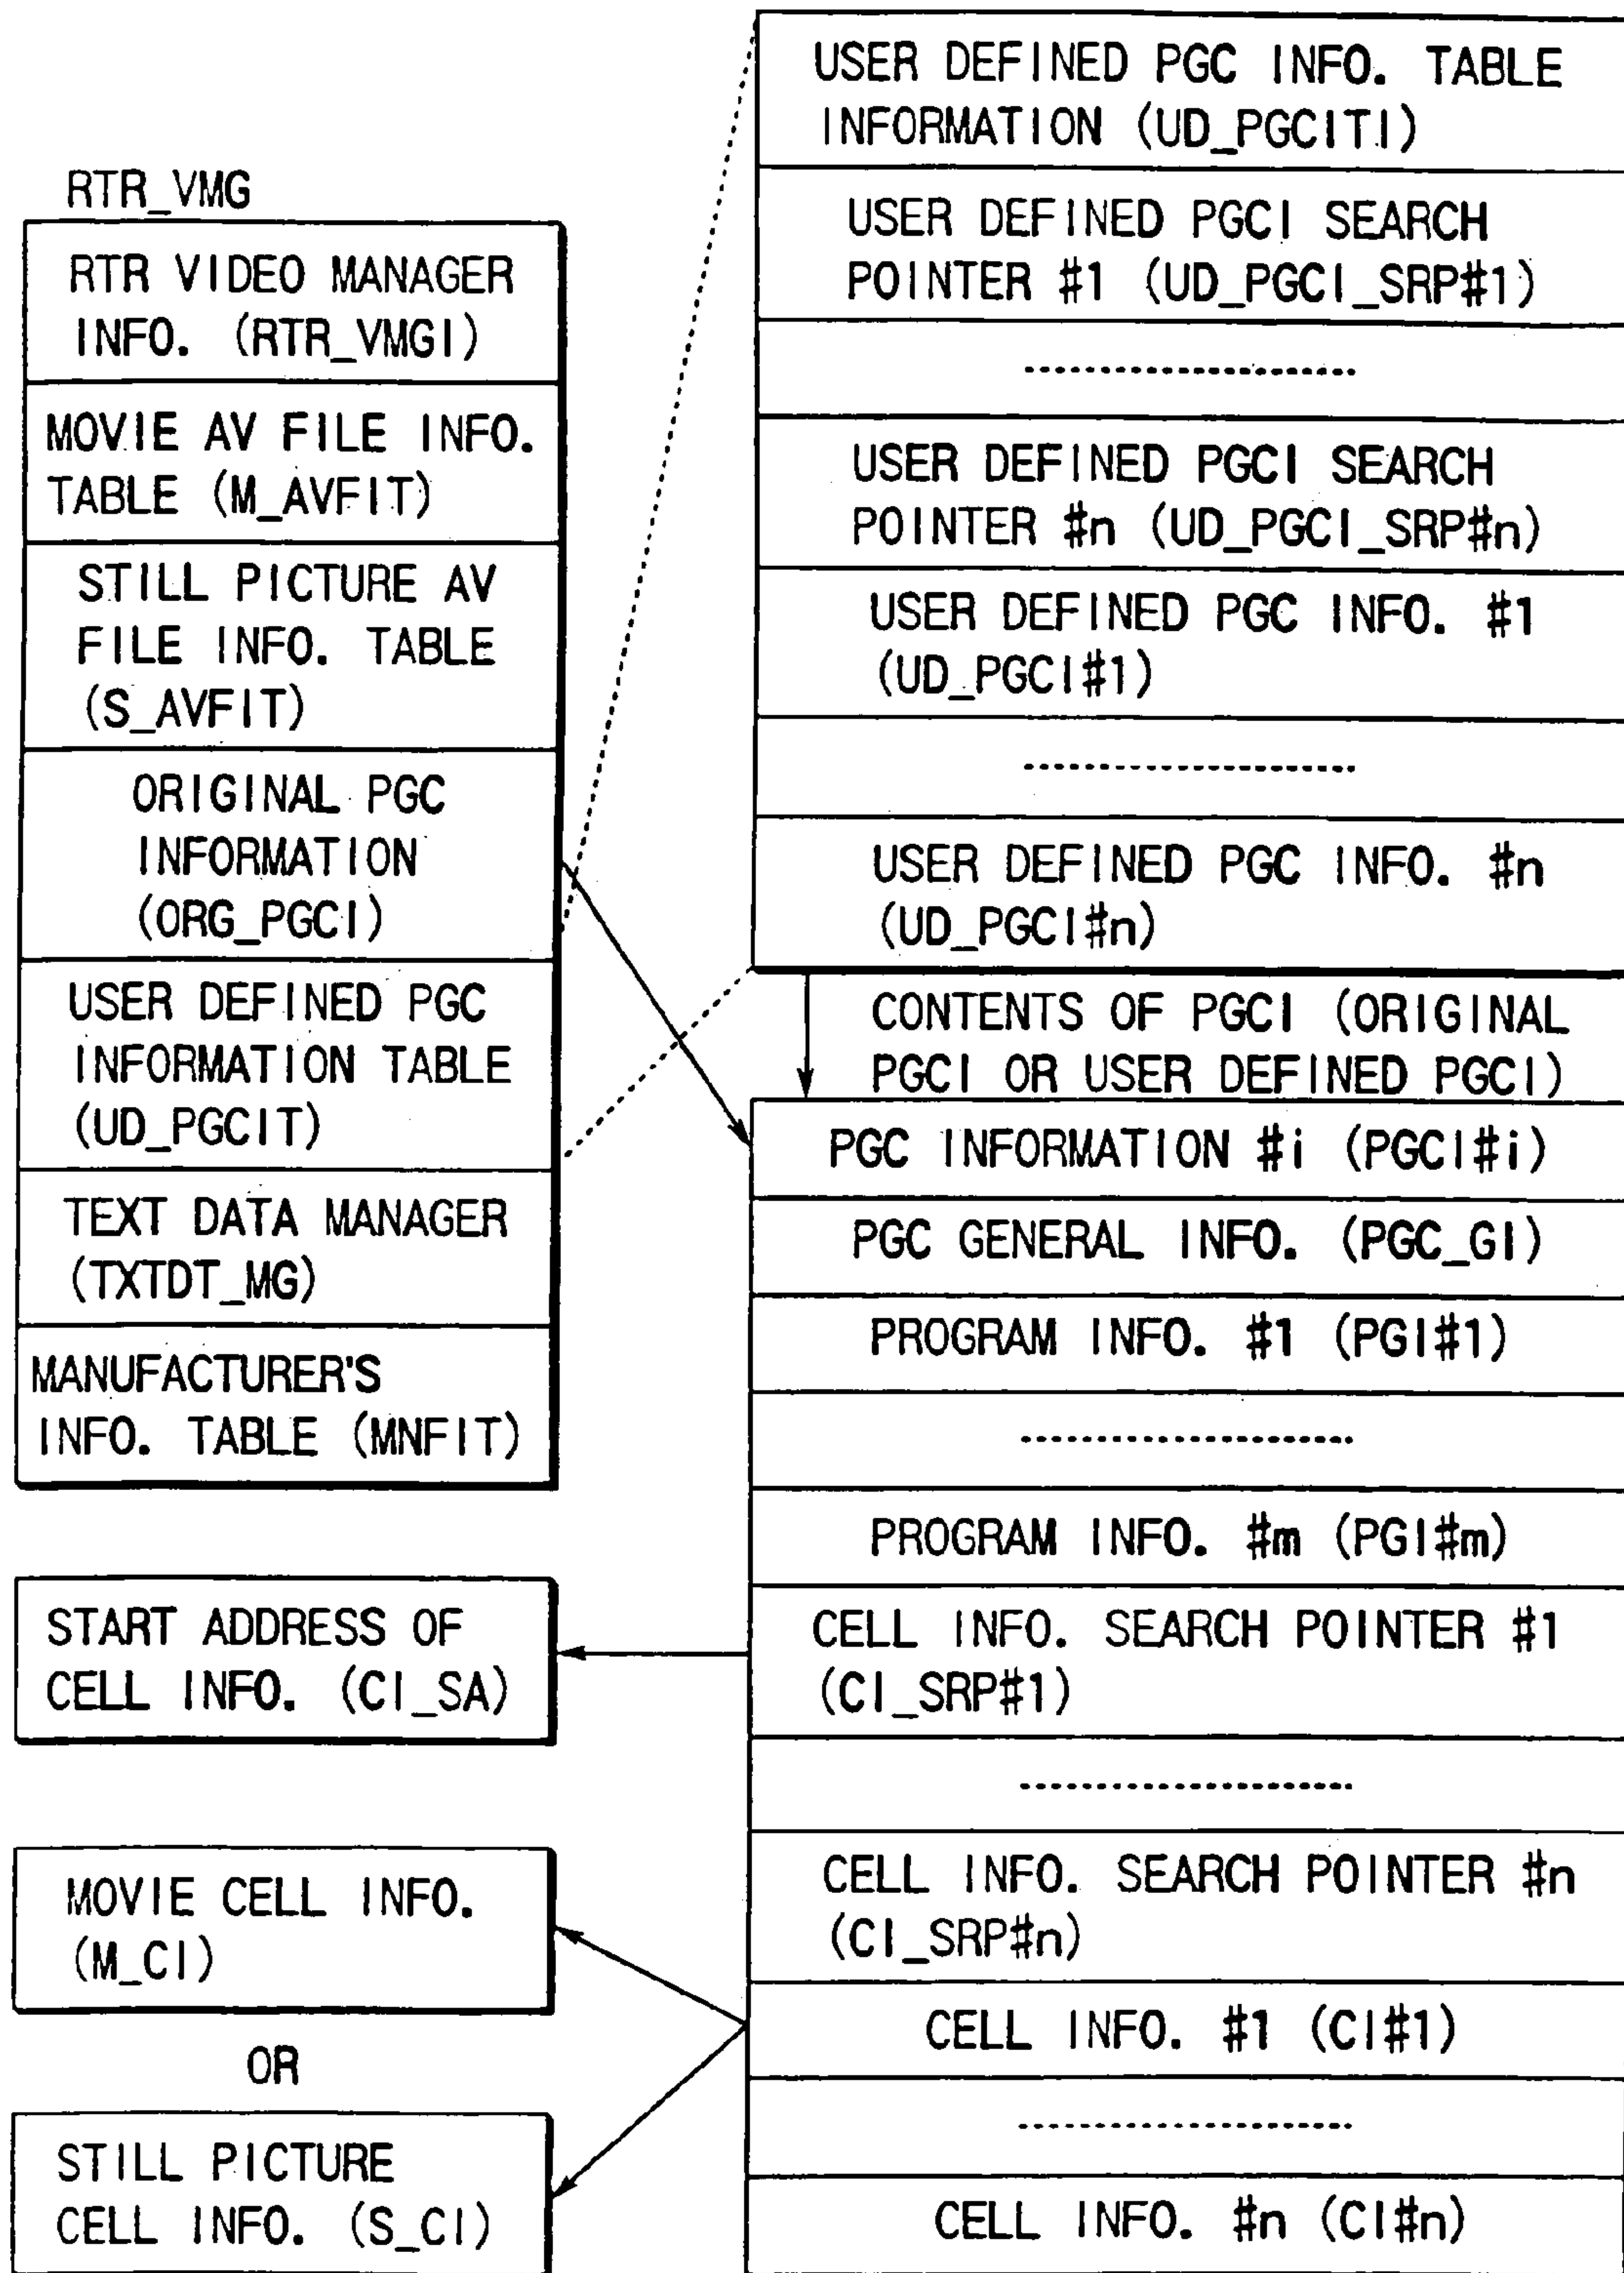 RTR_VMG
RTR VIDEO MANAGER
INFO. (RTR_VMGI)
MOVIE AV FILE INFO.
TABLE (M_AVFIT)
STILL PICTURE AV
FILE INFO. TABLE
(S_AVFIT)
ORIGINAL PGC
INFORMATION
(ORG_PGCI)
USER DEFINED PGC
INFORMATION TABLE
(UD_PGCIT)
TEXT DATA MANAGER
(TXTDT_MG)
MANUFACTURER'S
INFO. TABLE (MNFIT)
START ADDRESS OF
CELL INFO. (CI_SA)
MOVIE CELL INFO.
(M_CI)
OR
STILL PICTURE
CELL INFO. (S_CI)
USER DEFINED PGC INFO. TABLE
INFORMATION (UD_PGCITI)
USER DEFINED PGCI SEARCH
POINTER #1 (UD_PGCI_SRP#1)
USER DEFINED PGCI SEARCH
POINTER #n (UD_PGCI_SRP#n)
USER DEFINED PGC INFO. #1
(UD_PGCI#1)
USER DEFINED PGC INFO. #n
(UD_PGCI#n)
CONTENTS OF PGCI (ORIGINAL
PGCI OR USER DEFINED PGCI)
PGC INFORMATION #i (PGCI#i)
PGC GENERAL INFO. (PGC_GI)
PROGRAM INFO. #1 (PGI#1)
PROGRAM INFO. #m (PGI#m)
CELL INFO. SEARCH POINTER #1
(CI_SRP#1)
CELL INFO. SEARCH POINTER #n
(CI_SRP#n)
CELL INFO. #1 (CI#1)
CELL INFO. #n (CI#n)